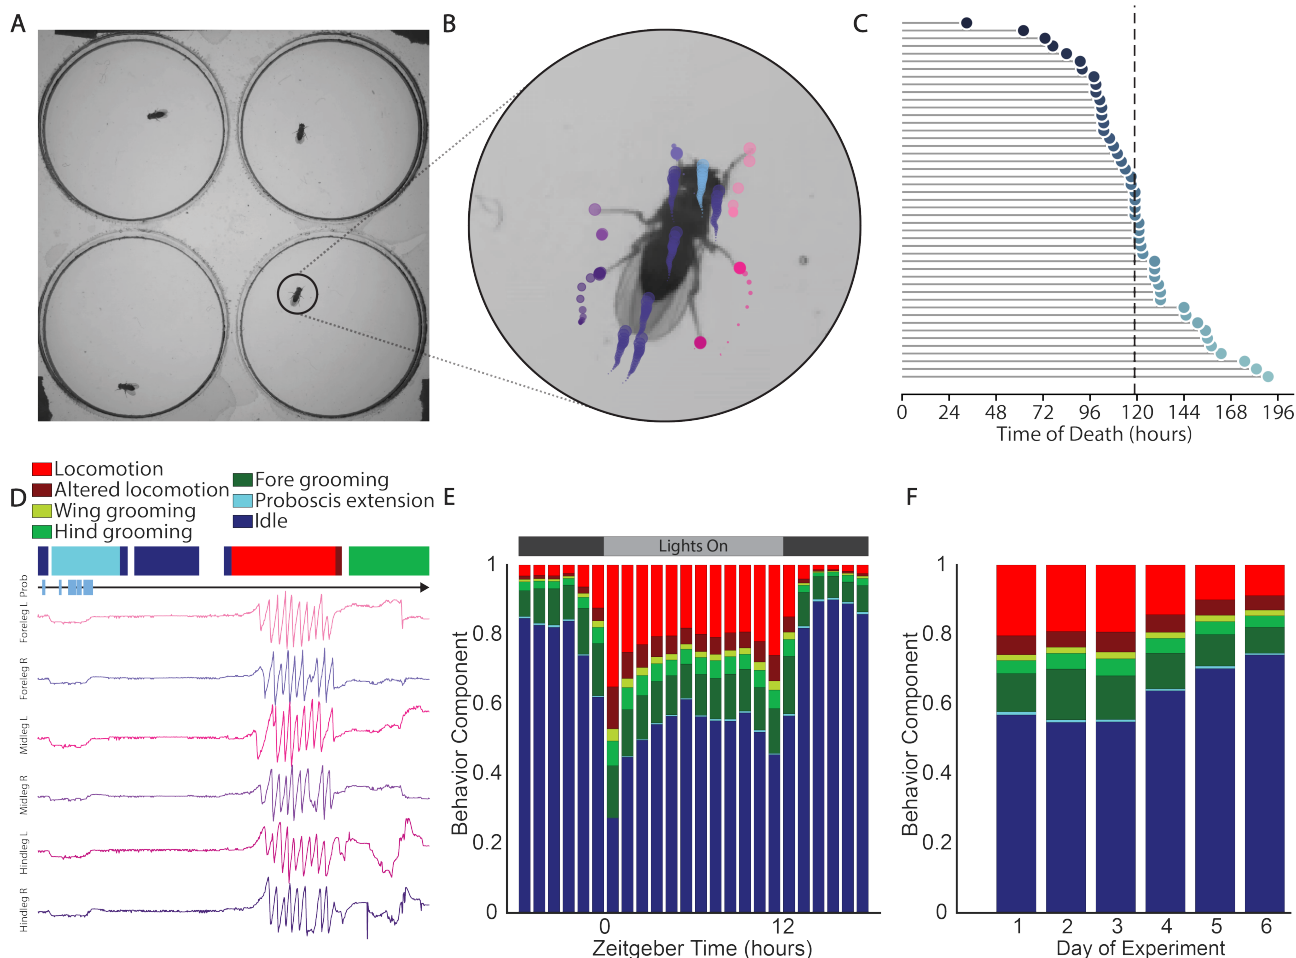 A
B
C
0 24 48 72 96 120 144 168 196
Time of Death (hours)
D
Locomotion
Altered locomotion
Wing grooming
Hind grooming
Fore grooming
Proboscis extension
Idle
Prob
Foreleg L
Foreleg R
Midleg L
Midleg R
Hindleg L
Hindleg R
E
Lights On
Behavior Component
1
0.8
0.6
0.4
0.2
0
0 12
Zeitgeber Time (hours)
F
Behavior Component
1
0.8
0.6
0.4
0.2
0
1 2 3 4 5 6
Day of Experiment